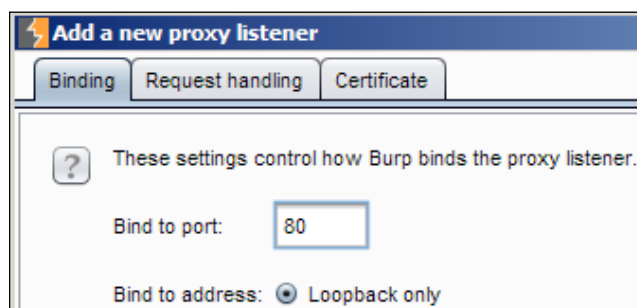 Add a new proxy listener
Binding Request handling Certificate
? These settings control how Burp binds the proxy listener.
Bind to port: 80
Bind to address: Loopback only